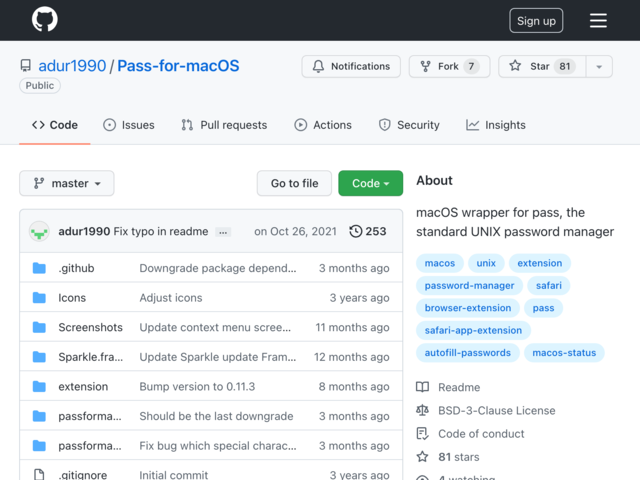 Sign up
adur1990 / Pass-for-macOS
Notifications
Fork 7
Star 81
Public
Code
Issues
Pull requests
Actions
Security
Insights
master
Go to file
Code
adur1990 Fix typo in readme ... on Oct 26, 2021 253
.github Downgrade package depend... 3 months ago
Icons Adjust icons 3 years ago
Screenshots Update context menu scree... 11 months ago
Sparkle.fra... Update Sparkle update Fram... 12 months ago
extension Bump version to 0.11.3 8 months ago
passforma... Should be the last downgrade 3 months ago
passforma... Fix bug which special charac... 3 months ago
.gitignore Initial commit 3 years ago
About
macOS wrapper for pass, the
standard UNIX password manager
macos unix extension
password-manager safari
browser-extension pass
safari-app-extension
autofill-passwords macos-status
Readme
BSD-3-Clause License
Code of conduct
81 stars
4 watching